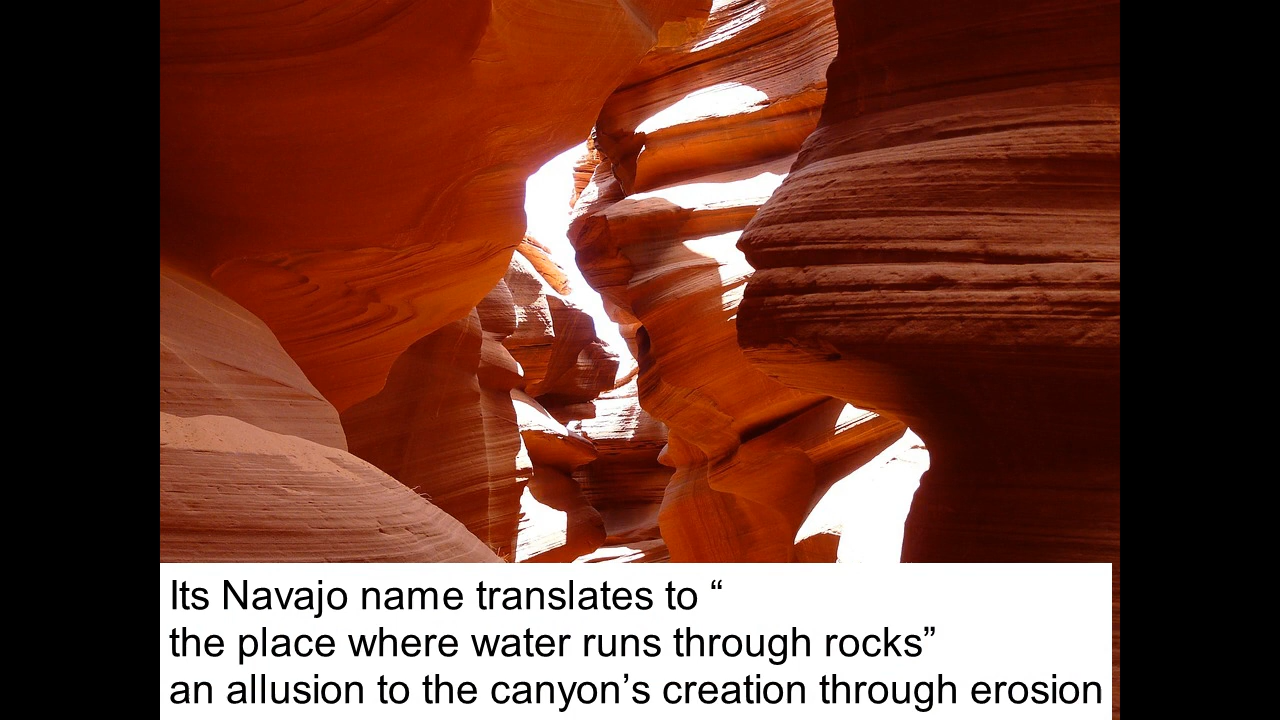 Its Navajo name translates to “
the place where water runs through rocks”
an allusion to the canyon’s creation through erosion